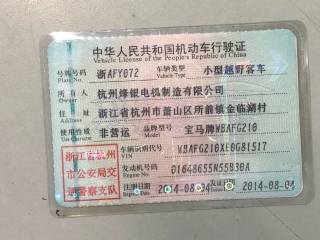 中华人民共和国机动车行驶证
Vehicle License of the People's Republic of China
号牌号码 浙AFY072 车辆类型 小型越野客车
Plate No. Vehicle Type
所有人 杭州烽银电机制造有限公司
Owner
住址 浙江省杭州市萧山区所前镇金临湖村
Address
使用性质 非营运 品牌型号 宝马牌WBAFG210
Use Character Model
浙江省杭州 车辆识别代号
VIN
市公安局交 发动机号码 01648655N55B30A
Engine No.
通警察支队 注册日期 2014-08-04 发证日期 2014-08-04